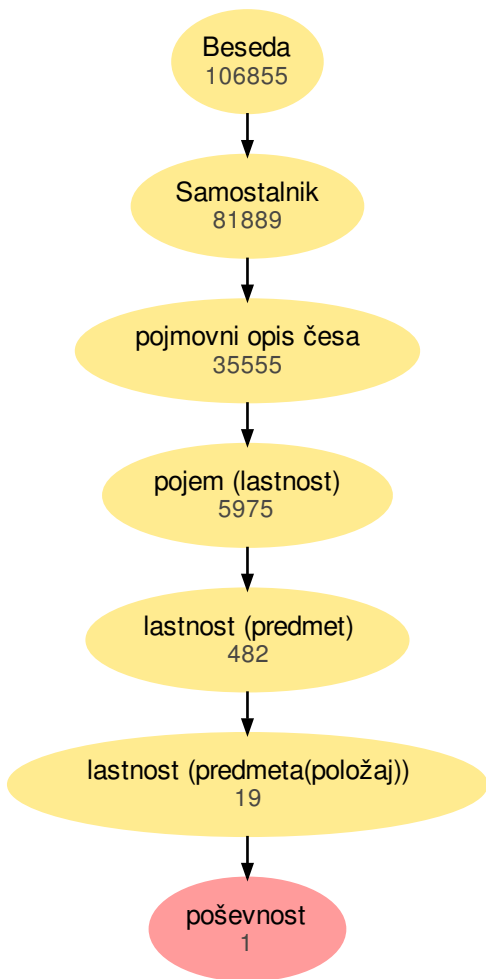 Beseda
106855
Samostalnik
81889
pojmovni opis česa
35555
pojem (lastnost)
5975
lastnost (predmet)
482
lastnost (predmeta(položaj))
19
poševnost
1